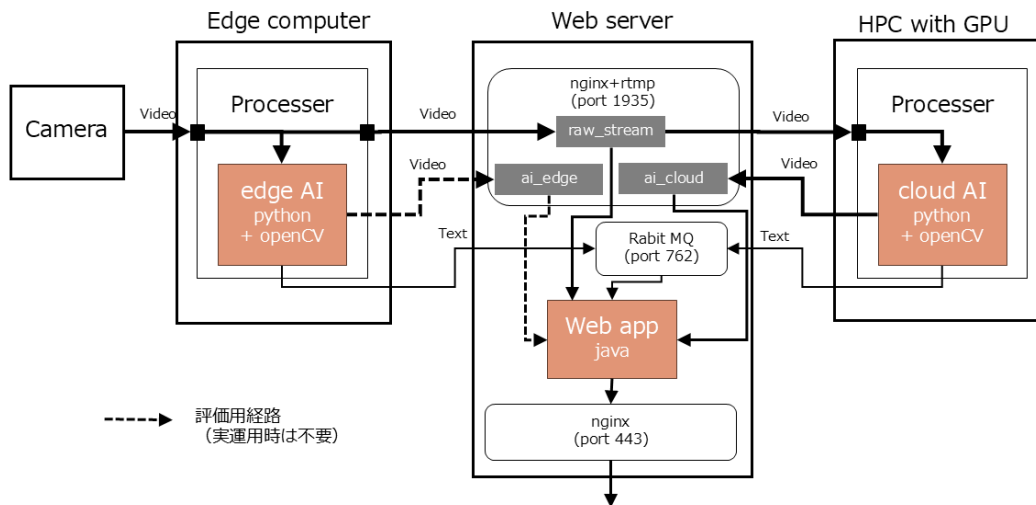 Edge computer
Web server
HPC with GPU
Camera
Video
Processer
edge AI
python
+ openCV
Video
Video
Text
nginx+rtmp
(port 1935)
raw_stream
ai_edge
ai_cloud
Rabit MQ
(port 762)
Web app
java
nginx
(port 443)
Video
Video
Text
Processer
cloud AI
python
+ openCV
評価用経路
（実運用時は不要）